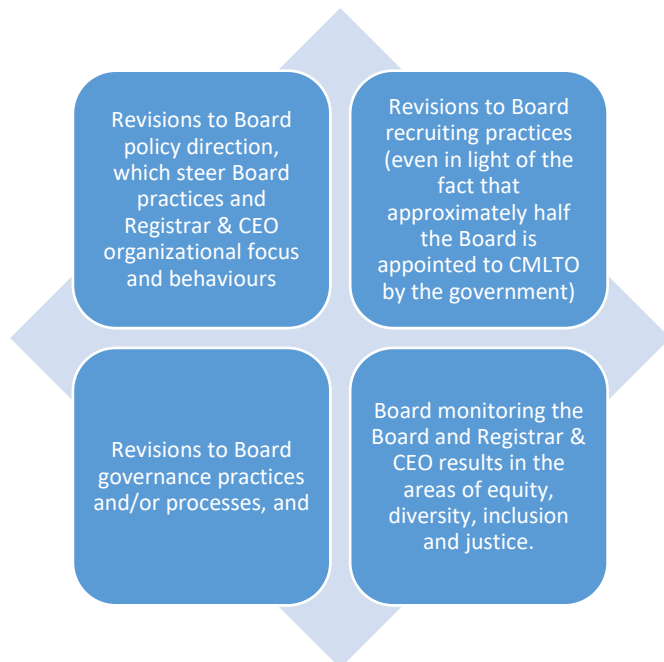 Revisions to Board
policy direction,
which steer Board
practices and
Registrar & CEO
organizational focus
and behaviours
Revisions to Board
recruiting practices
(even in light of the
fact that
approximately half
the Board is
appointed to CMLTO
by the government)
Revisions to Board
governance practices
and/or processes, and
Board monitoring the
Board and Registrar &
CEO results in the
areas of equity,
diversity, inclusion
and justice.